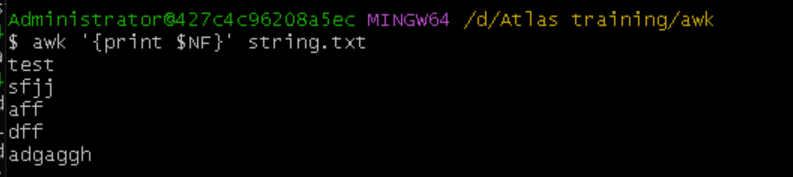 Administrator@427c4c96208a5ec MINGW64 /d/Atlas training/awk
$ awk '{print $NF}' string.txt
test
sfjj
aff
dff
adgaggh